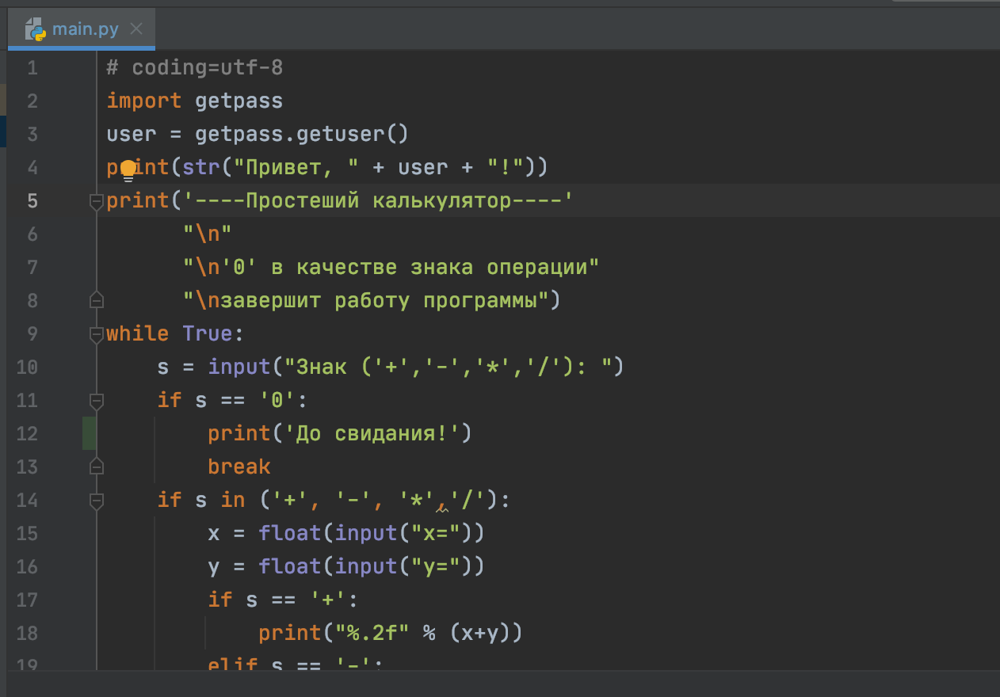 main.py
1 # coding=utf-8
2 import getpass
3 user = getpass.getuser()
4 print(str("Привет, " + user + "!"))
5 print('----Простеший калькулятор----'
6 "\n"
7 "\n'0' в качестве знака операции"
8 "\nзавершит работу программы")
9 while True:
10 s = input("Знак ('+','-','*','/'): ")
11 if s == '0':
12 print('До свидания!')
13 break
14 if s in ('+', '-', '*','/'):
15 x = float(input("x="))
16 y = float(input("y="))
17 if s == '+':
18 print("%.2f" % (x+y))
19 elif s == '-':